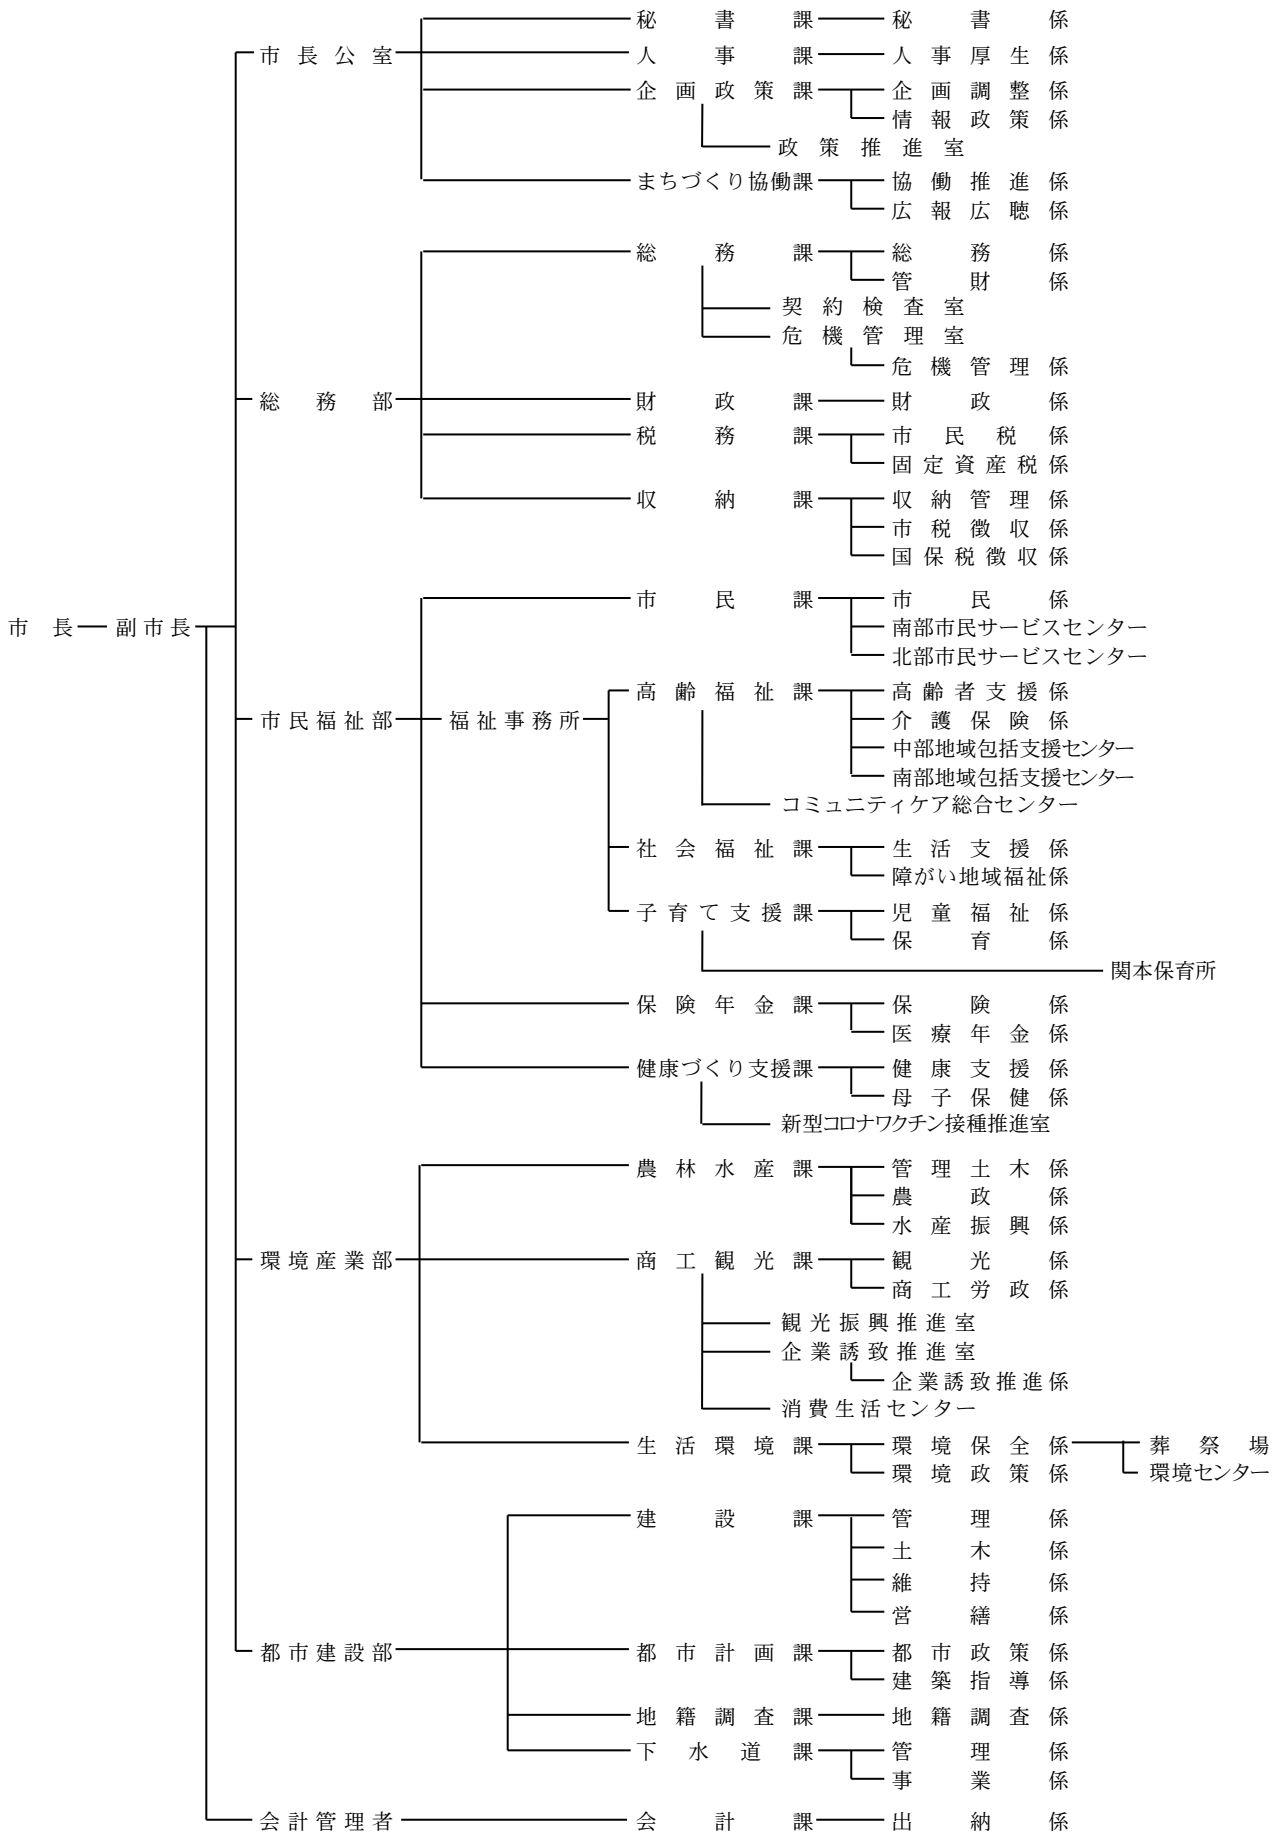 秘書課 秘書係
市長公室 人事課 人事厚生係
企画政策課 企画調整係
情報政策係
政策推進室
まちづくり協働課 協働推進係
広報広聴係
総務課 総務係
管財係
契約検査室
危機管理室
危機管理係
総務部 財政課 財政係
税務課 市民税係
固定資産税係
収納課 収納管理係
市税徴収係
国保税徴収係
市民課 市民係
市長 副市長 南部市民サービスセンター
北部市民サービスセンター
高齢福祉課 高齢者支援係
市民福祉部 福祉事務所 介護保険係
中部地域包括支援センター
南部地域包括支援センター
コミュニティケア総合センター
社会福祉課 生活支援係
障がい地域福祉係
子育て支援課 児童福祉係
保育係
関本保育所
保険年金課 保険係
医療年金係
健康づくり支援課 健康支援係
母子保健係
新型コロナワクチン接種推進室
農林水産課 管理土木係
農政係
水産振興係
環境産業部 商工観光課 観光係
商工労政係
観光振興推進室
企業誘致推進室
企業誘致推進係
消費生活センター
生活環境課 環境保全係 葬祭場
環境政策係 環境センター
建設課 管理係
土木係
維持係
営繕係
都市建設部 都市計画課 都市政策係
建築指導係
地籍調査課 地籍調査係
下水道課 管理係
事業係
会計管理者 会計課 出納係